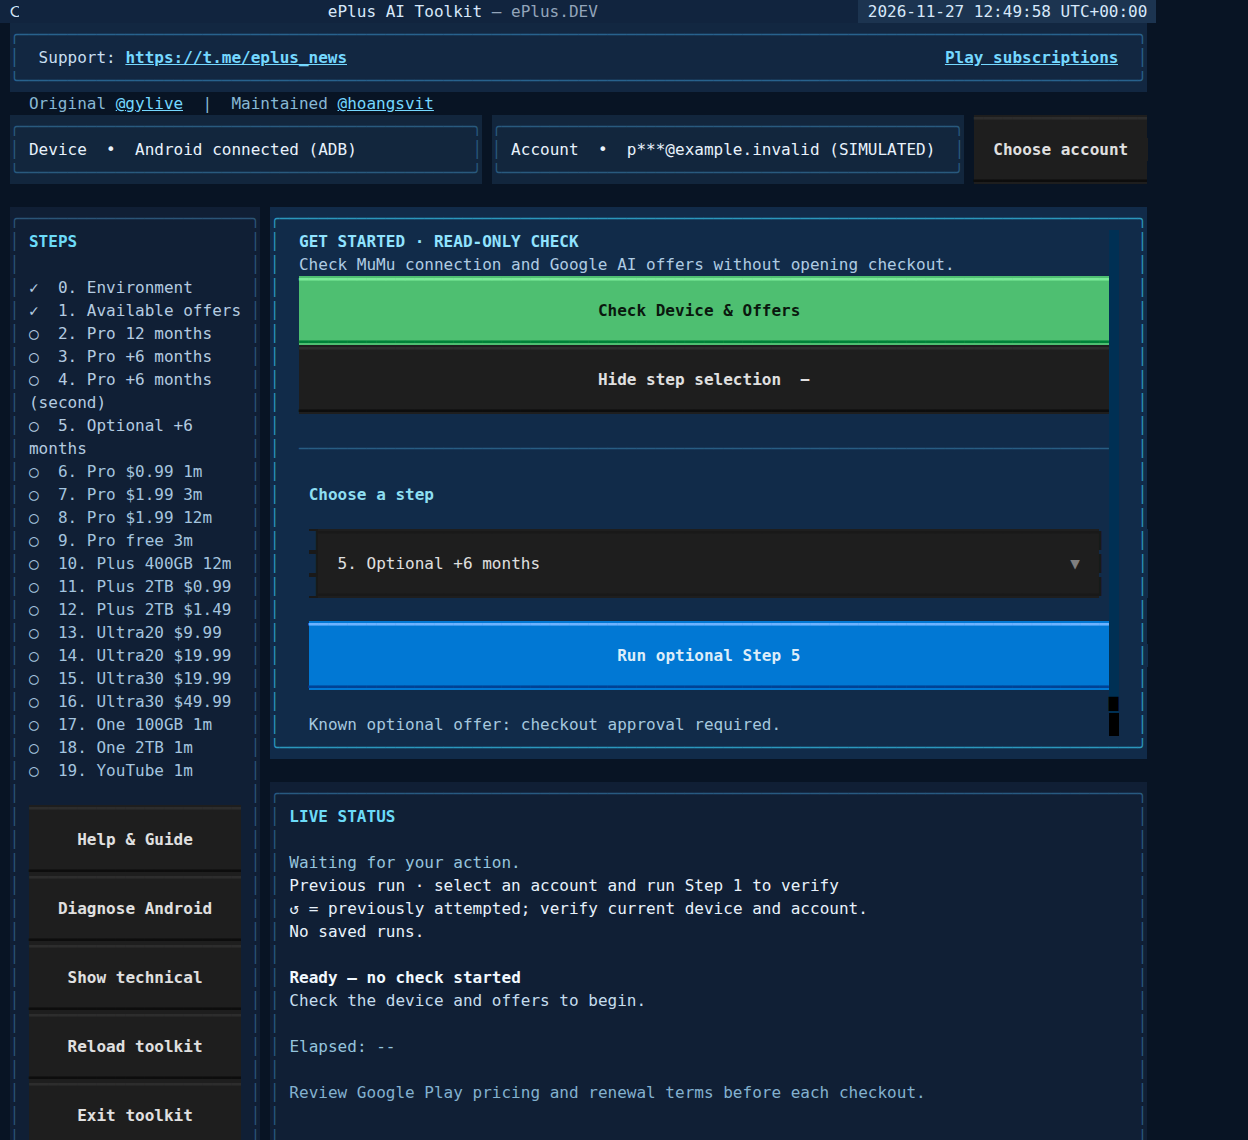 ePlus AI Toolkit — ePlus.DEV
2026-11-27 12:49:58 UTC+00:00
Support: https://t.me/eplus_news
Play subscriptions
Original @gylive | Maintained @hoangsvit
Device • Android connected (ADB)
Account • p***@example.invalid (SIMULATED)
Choose account
STEPS
✓ 0. Environment
✓ 1. Available offers
○ 2. Pro 12 months
○ 3. Pro +6 months
○ 4. Pro +6 months
(second)
○ 5. Optional +6
months
○ 6. Pro $0.99 1m
○ 7. Pro $1.99 3m
○ 8. Pro $1.99 12m
○ 9. Pro free 3m
○ 10. Plus 400GB 12m
○ 11. Plus 2TB $0.99
○ 12. Plus 2TB $1.49
○ 13. Ultra20 $9.99
○ 14. Ultra20 $19.99
○ 15. Ultra30 $19.99
○ 16. Ultra30 $49.99
○ 17. One 100GB 1m
○ 18. One 2TB 1m
○ 19. YouTube 1m
Help & Guide
Diagnose Android
Show technical
Reload toolkit
Exit toolkit
GET STARTED · READ-ONLY CHECK
Check MuMu connection and Google AI offers without opening checkout.
Check Device & Offers
Hide step selection −
Choose a step
5. Optional +6 months ▼
Run optional Step 5
Known optional offer: checkout approval required.
LIVE STATUS
Waiting for your action.
Previous run · select an account and run Step 1 to verify
↺ = previously attempted; verify current device and account.
No saved runs.
Ready — no check started
Check the device and offers to begin.
Elapsed: --
Review Google Play pricing and renewal terms before each checkout.